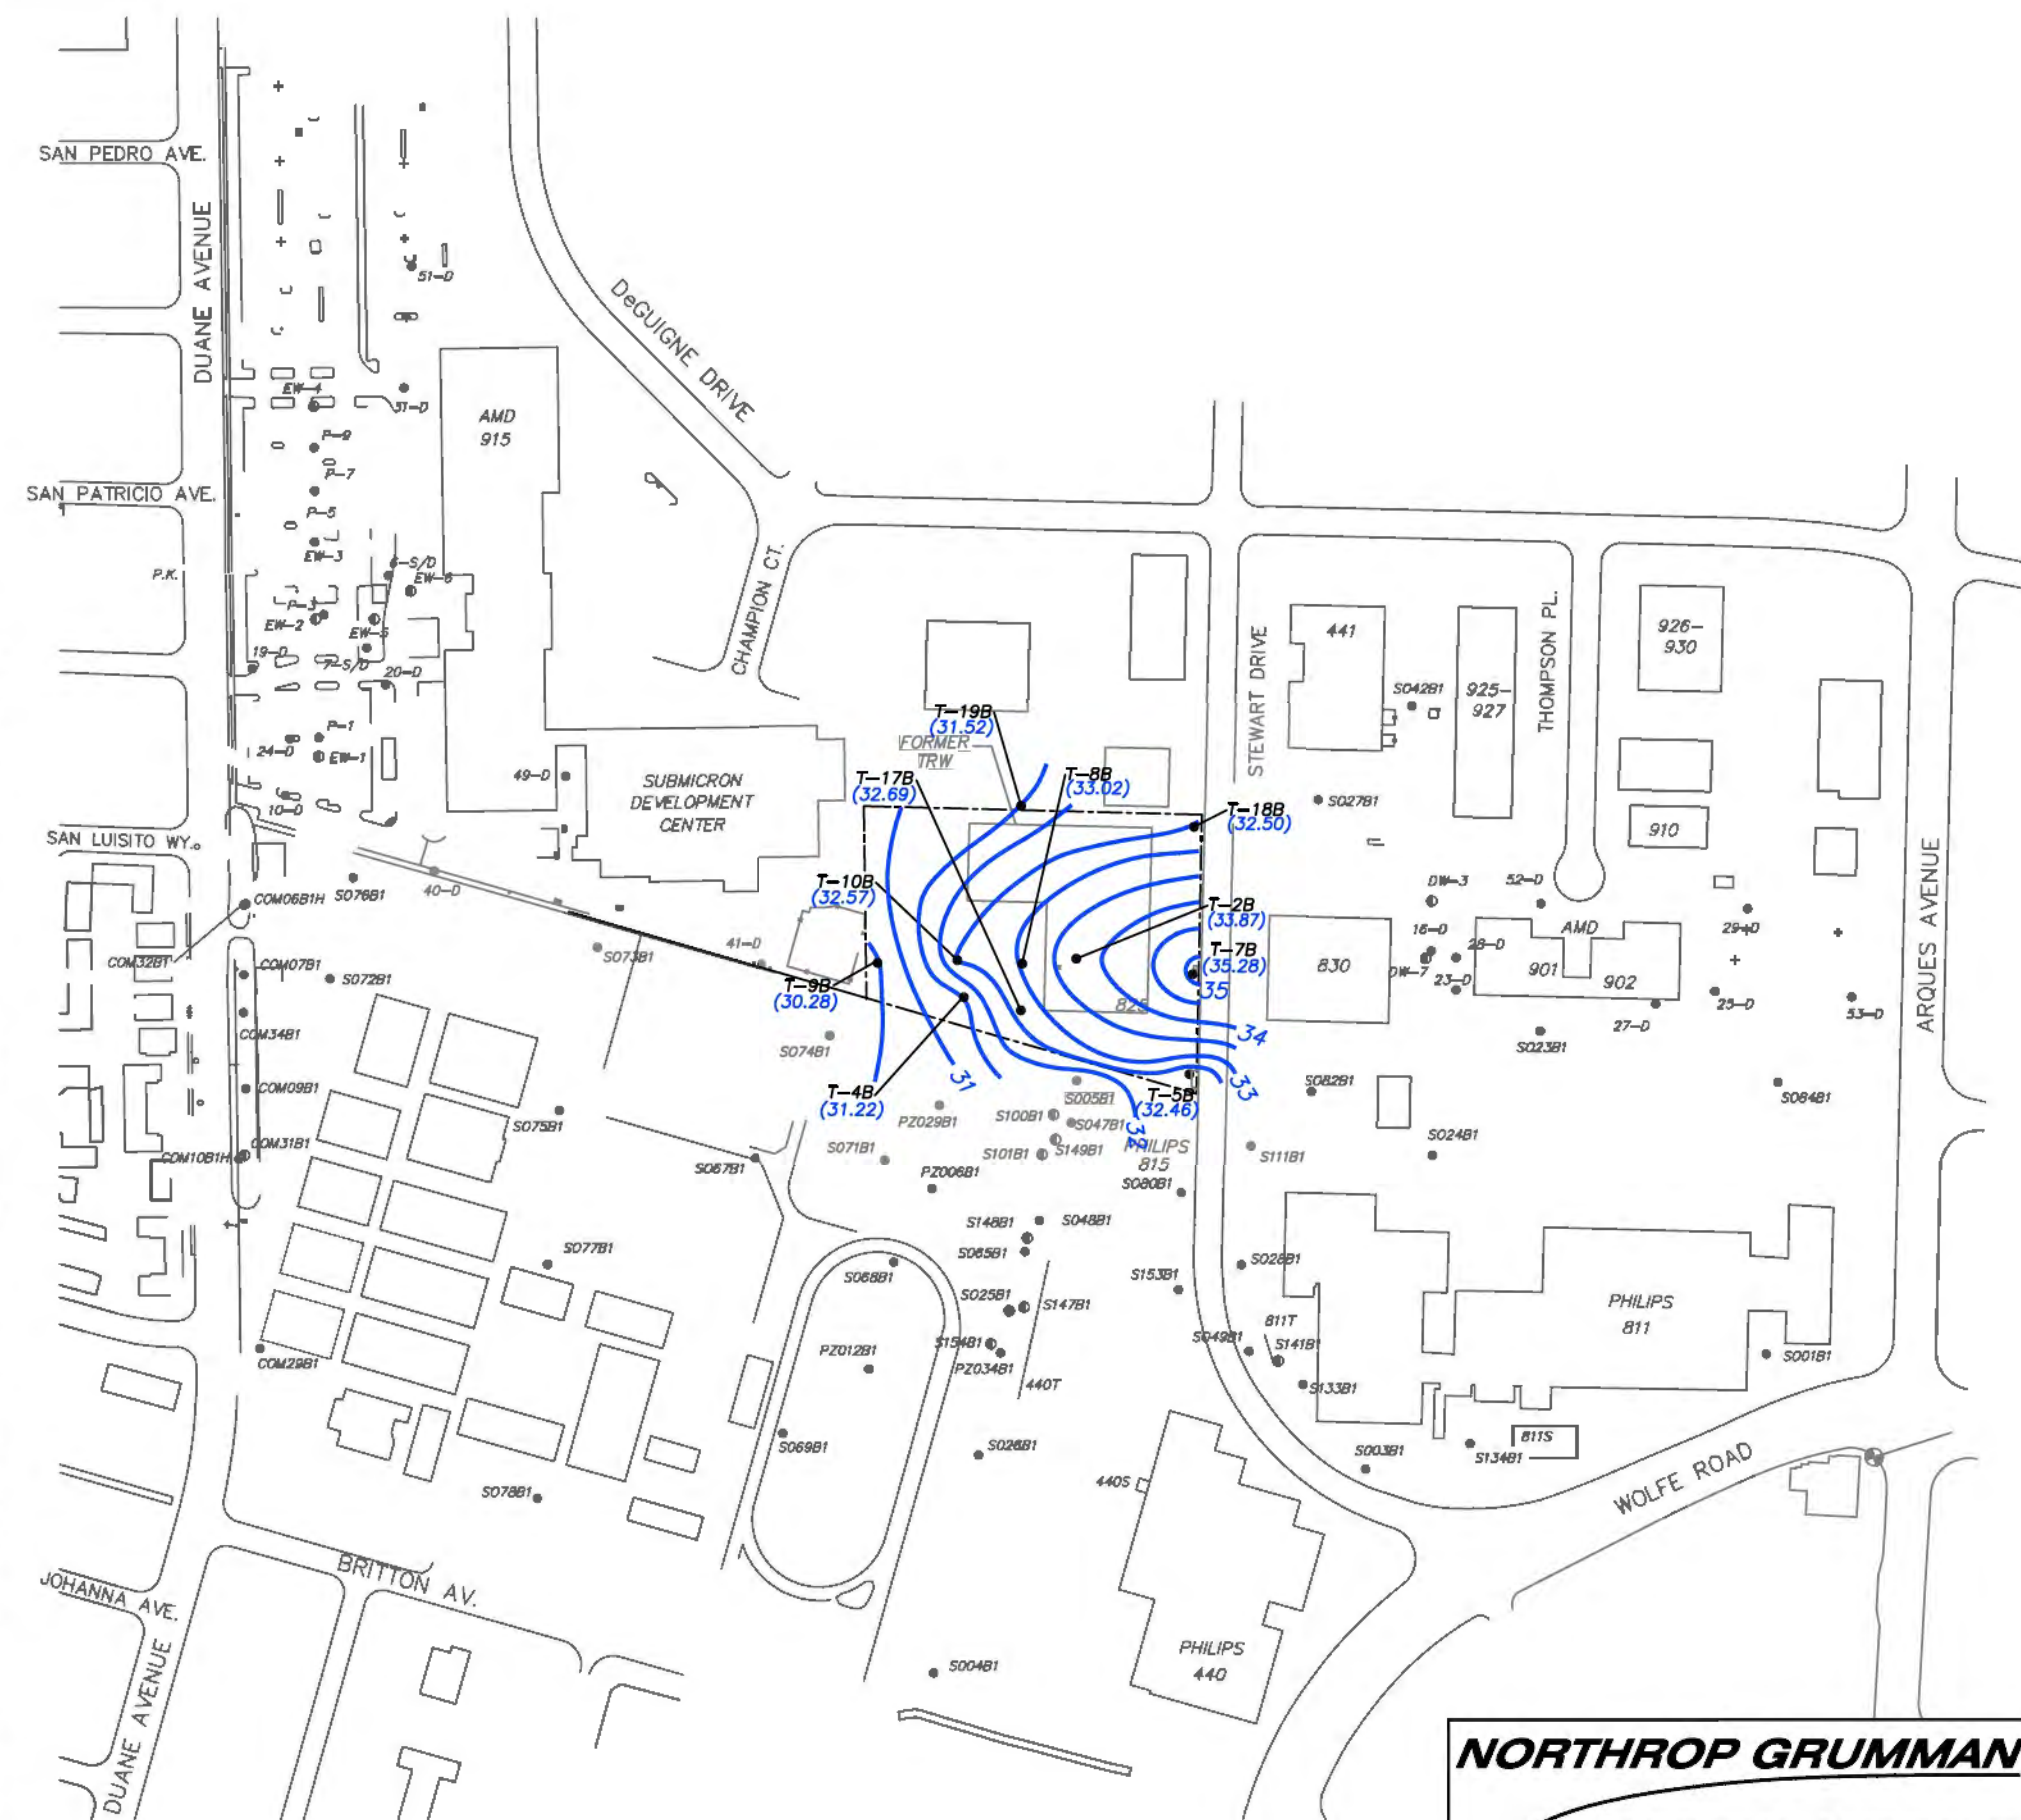 SAN PEDRO AVE.
DUANE AVENUE
51-D
DeGUIGNE DRIVE
EW-4
51-D
AMD
915
P-9
P-7
SAN PATRICIO AVE.
P-5
EW-3
P.K.
6-S/D
EW-6
P-3
EW-2
EW-5
19-D
7-S/D
20-D
CHAMPION CT.
STEWART DRIVE
441
THOMPSON PL.
926-
930
S042B1
925-
927
P-1
24-D
EW-1
10-D
49-D
SUBMICRON
DEVELOPMENT
CENTER
T-19B
(31.52)
FORMER
TRW
T-17B
(32.69)
T-8B
(33.02)
T-18B
(32.50)
S027B1
910
SAN LUISITO WY.
ARQUES AVENUE
COM06B1H
S076B1
40-D
T-10B
(32.57)
T-2B
(33.87)
DW-3
52-D
AMD
16-D
28-D
29-D
COM32B1
COM07B1
S072B1
S073B1
41-D
T-9B
(30.28)
T-7B
(35.28)
35
830
DW-7
23-D
901
902
25-D
53-D
27-D
825
COM34B1
S074B1
34
S023B1
COM09B1
T-4B
(31.22)
31
33
S082B1
S084B1
S005B1
T-5B
(32.46)
PZ029B1
S100B1
S047B1
32
S024B1
S075B1
COM31B1
COM10B1H
S067B1
S071B1
S101B1
S149B1
PHILIPS
815
S111B1
PZ006B1
S080B1
S148B1
S048B1
S077B1
S065B1
S068B1
S153B1
S028B1
S025B1
S147B1
PHILIPS
811
811T
S049B1
S141B1
S154B1
PZ012B1
PZ034B1
COM29B1
440T
S133B1
S001B1
S069B1
S026B1
S003B1
811S
S134B1
440S
S078B1
WOLFE ROAD
BRITTON AV.
JOHANNA AVE.
PHILIPS
440
S004B1
DUANE AVENUE
NORTHROP GRUMMAN